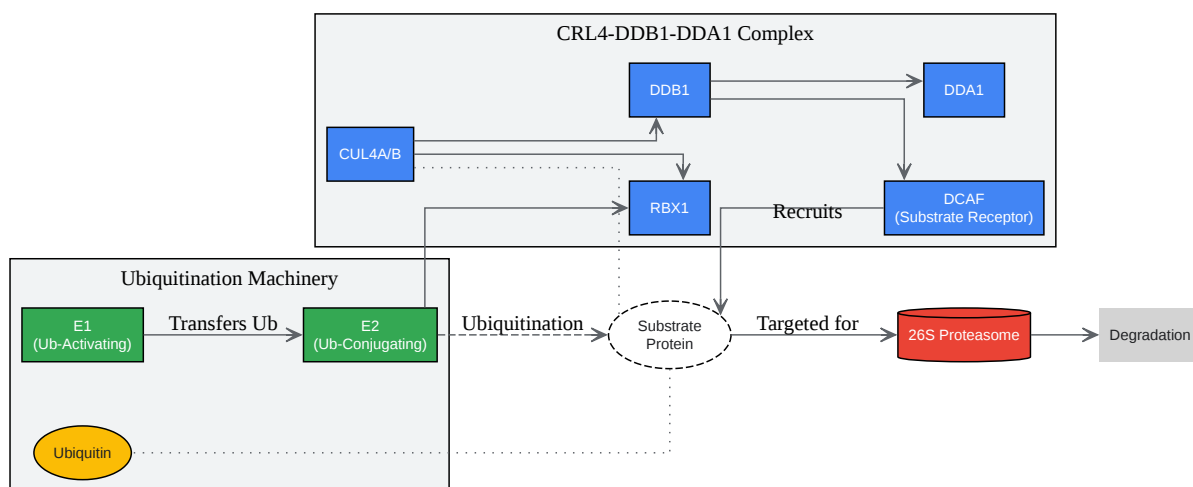 CRL4-DDB1-DDA1 Complex
DDB1
DDA1
CUL4A/B
RBX1
Recruits
DCAF
(Substrate Receptor)
Ubiquitination Machinery
E1
(Ub-Activating)
Transfers Ub
E2
(Ub-Conjugating)
Ubiquitination
Substrate
Protein
Targeted for
26S Proteasome
Degradation
Ubiquitin